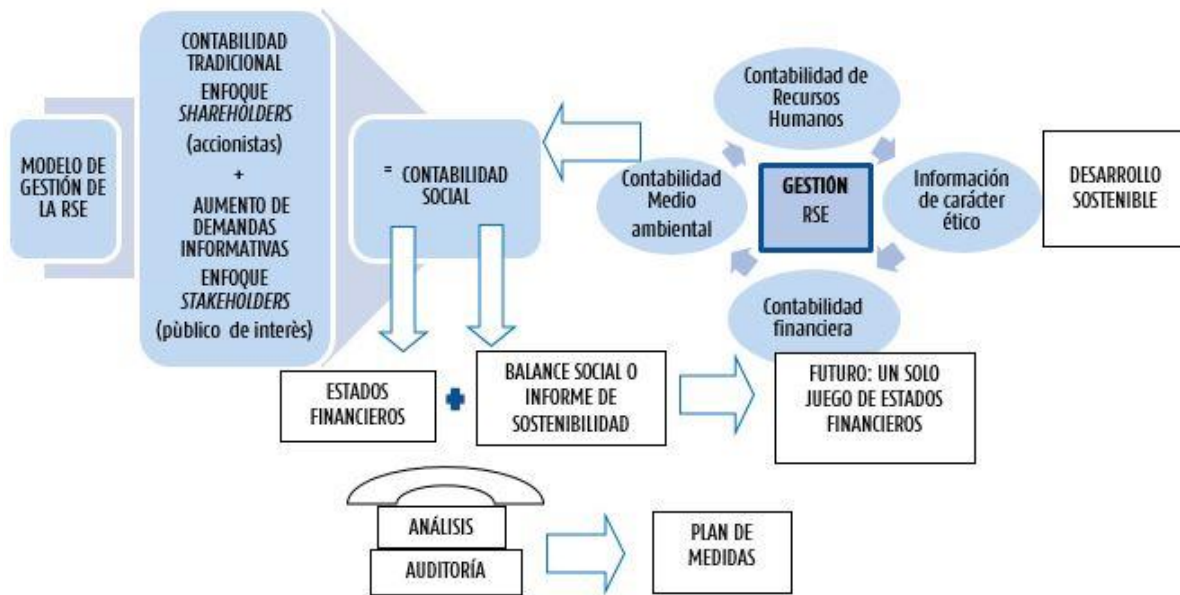 MODELO DE
GESTIÓN DE
LA RSE
CONTABILIDAD
TRADICIONAL
ENFOQUE
SHAREHOLDERS
(accionistas)
+
AUMENTO DE
DEMANDAS
INFORMATIVAS
ENFOQUE
STAKEHOLDERS
(pùblico de interès)
= CONTABILIDAD
SOCIAL
Contabilidad de
Recursos
Humanos
Contabilidad
Medio
ambiental
GESTIÓN
RSE
Información
de carácter
ético
Contabilidad
financiera
DESARROLLO
SOSTENIBLE
ESTADOS
FINANCIEROS
BALANCE SOCIAL O
INFORME DE
SOSTENIBILIDAD
FUTURO: UN SOLO
JUEGO DE ESTADOS
FINANCIEROS
ANÁLISIS
AUDITORÍA
PLAN DE
MEDIDAS